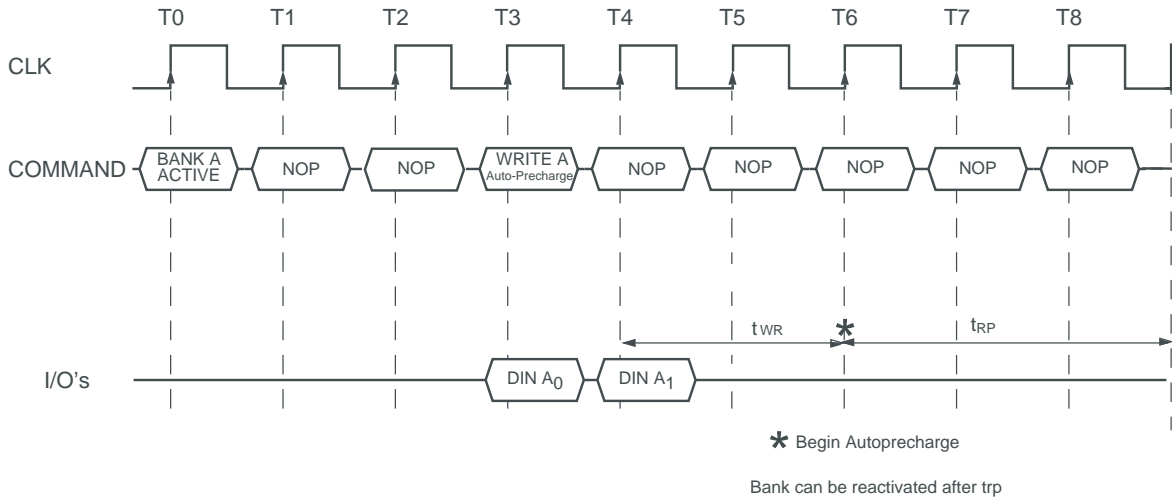 T0 T1 T2 T3 T4 T5 T6 T7 T8
CLK
COMMAND
BANK A
ACTIVE
NOP
NOP
WRITE A
Auto-Precharge
NOP
NOP
NOP
NOP
NOP
tWR
*
tRP
I/O's
DIN A0
DIN A1
* Begin Autoprecharge
Bank can be reactivated after trp